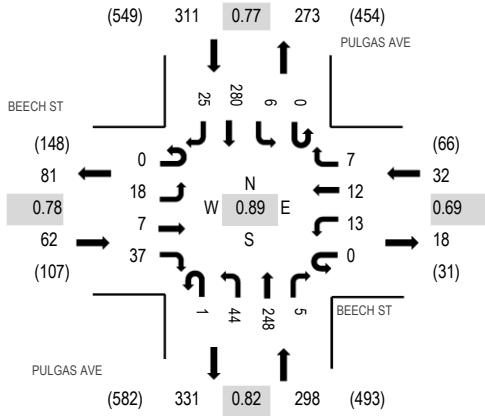 (549) 311 0.77 273 (454)
PULGAS AVE
25 280 6 0
BEECH ST
(148)
81
0.78
62
(107)
0
18
7
37
N
W 0.89 E
S
7
12
13
0
(66)
32
0.69
18
(31)
1 44 248 5
BEECH ST
PULGAS AVE
(582) 331 0.82 298 (493)